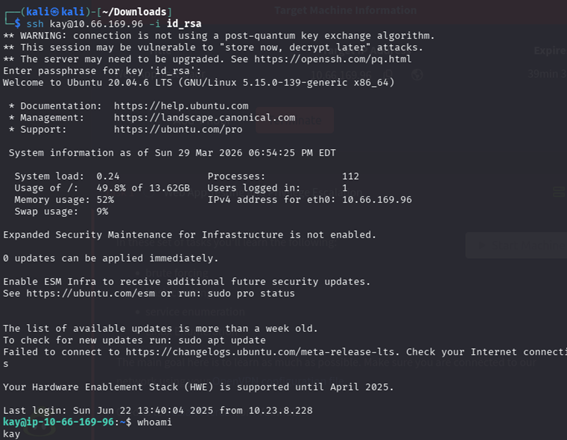 Target Machine Information
┌──(kali㉿kali)-[~/Downloads]
└─$ ssh kay@10.66.169.96 -i id_rsa
** WARNING: connection is not using a post-quantum key exchange algorithm.
** This session may be vulnerable to "store now, decrypt later" attacks.
** The server may need to be upgraded. See https://openssh.com/pq.html
Enter passphrase for key 'id_rsa':
Welcome to Ubuntu 20.04.6 LTS (GNU/Linux 5.15.0-139-generic x86_64)
* Documentation: https://help.ubuntu.com
* Management: https://landscape.canonical.com
* Support: https://ubuntu.com/pro
System information as of Sun 29 Mar 2026 06:54:25 PM EDT
System load: 0.24 Processes: 112
Usage of /: 49.8% of 13.62GB Users logged in: 1
Memory usage: 52% IPv4 address for eth0: 10.66.169.96
Swap usage: 9%
Expanded Security Maintenance for Infrastructure is not enabled.
0 updates can be applied immediately.
Enable ESM Infra to receive additional future security updates.
See https://ubuntu.com/esm or run: sudo pro status
The list of available updates is more than a week old.
To check for new updates run: sudo apt update
Failed to connect to https://changelogs.ubuntu.com/meta-release-lts. Check your Internet connecti
s
Your Hardware Enablement Stack (HWE) is supported until April 2025.
Last login: Sun Jun 22 13:40:04 2025 from 10.23.8.228
kay@ip-10-66-169-96:~$ whoami
kay